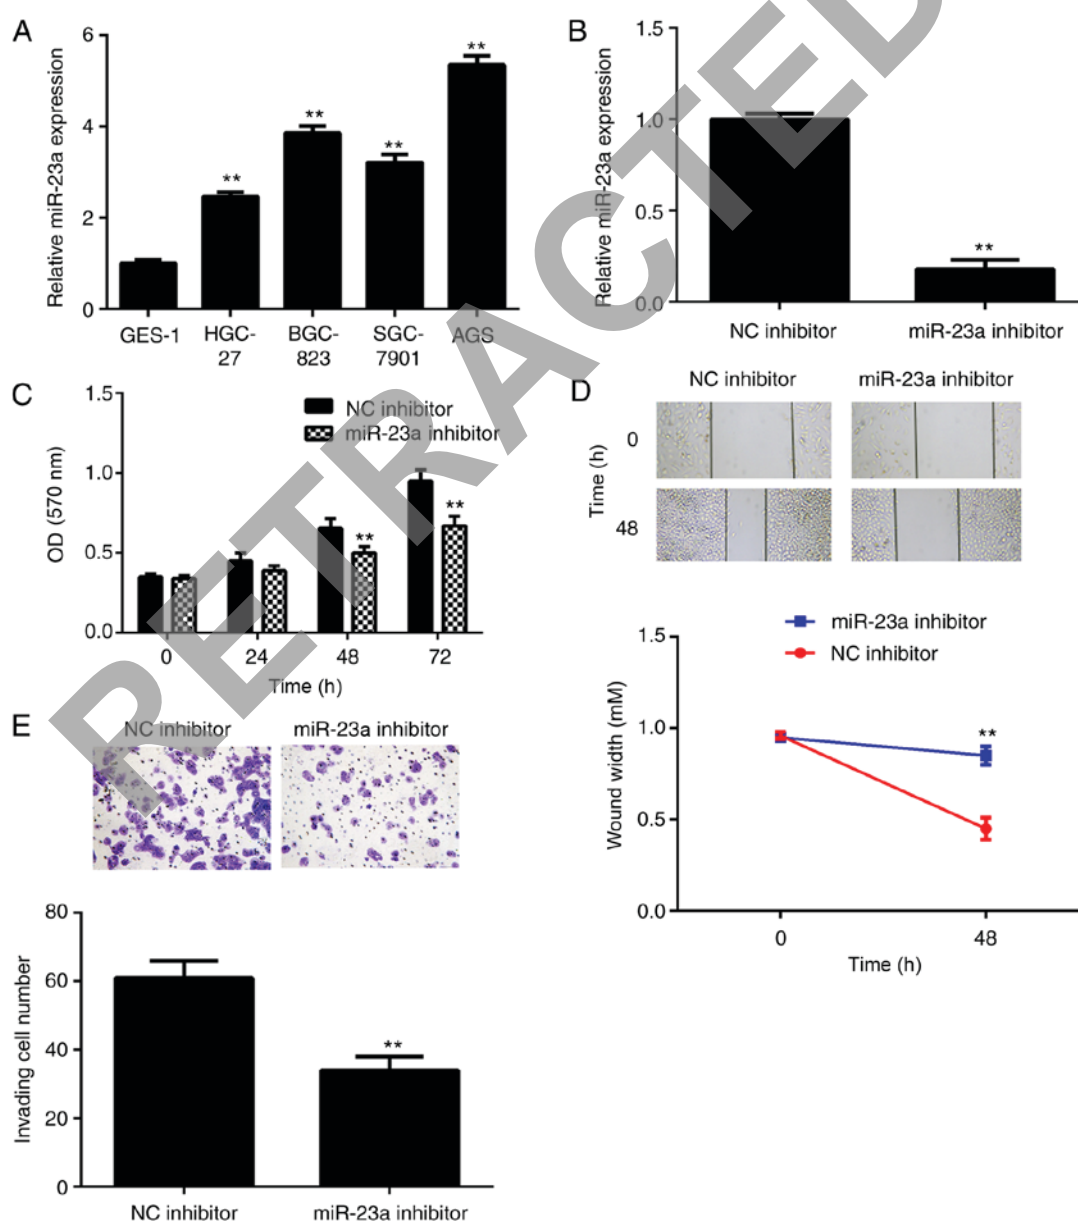 A
Relative miR-23a expression
6
4
2
0
**
**
**
**
GES-1
HGC-
27
BGC-
823
SGC-
7901
AGS
B
Relative miR-23a expression
1.5
1.0
0.5
0.0
**
NC inhibitor
miR-23a inhibitor
C
OD (570 nm)
1.5
1.0
0.5
0.0
NC inhibitor
miR-23a inhibitor
**
**
0
24
48
72
Time (h)
D
NC inhibitor
miR-23a inhibitor
Time (h)
0
48
miR-23a inhibitor
NC inhibitor
Wound width (mM)
1.5
1.0
0.5
0.0
**
0
48
Time (h)
E
NC inhibitor
miR-23a inhibitor
Invading cell number
80
60
40
20
0
**
NC inhibitor
miR-23a inhibitor
RETRACTED